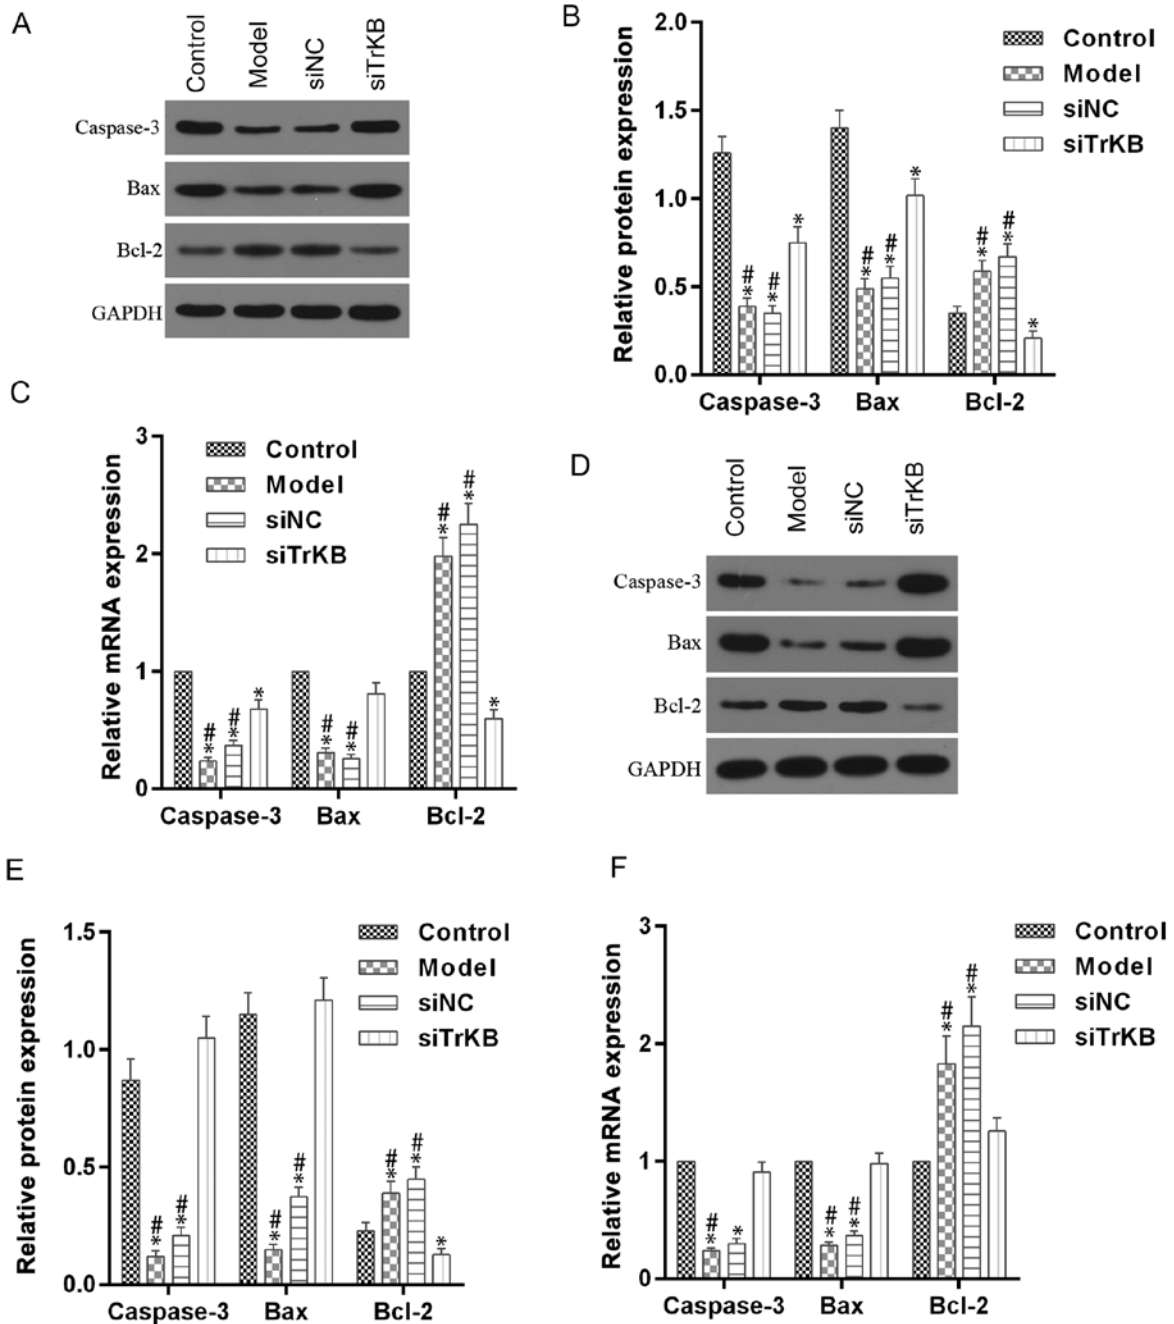 A
Control
Model
siNC
siTrKB
Caspase-3
Bax
Bcl-2
GAPDH
B
Relative protein expression
2.0
1.5
1.0
0.5
0.0
Control
Model
siNC
siTrKB
#
*
#
*
*
#
*
#
*
*
#
*
#
*
*
Caspase-3 Bax Bcl-2
C
Relative mRNA expression
3
2
1
0
Control
Model
siNC
siTrKB
#
*
#
*
*
#
*
#
*
#
*
#
*
*
Caspase-3 Bax Bcl-2
D
Control
Model
siNC
siTrKB
Caspase-3
Bax
Bcl-2
GAPDH
E
Relative protein expression
1.5
1.0
0.5
0.0
Control
Model
siNC
siTrKB
#
*
#
*
#
*
#
*
#
*
#
*
*
Caspase-3 Bax Bcl-2
F
Relative mRNA expression
3
2
1
0
Control
Model
siNC
siTrKB
#
*
*
#
*
#
*
#
*
#
*
Caspase-3 Bax Bcl-2